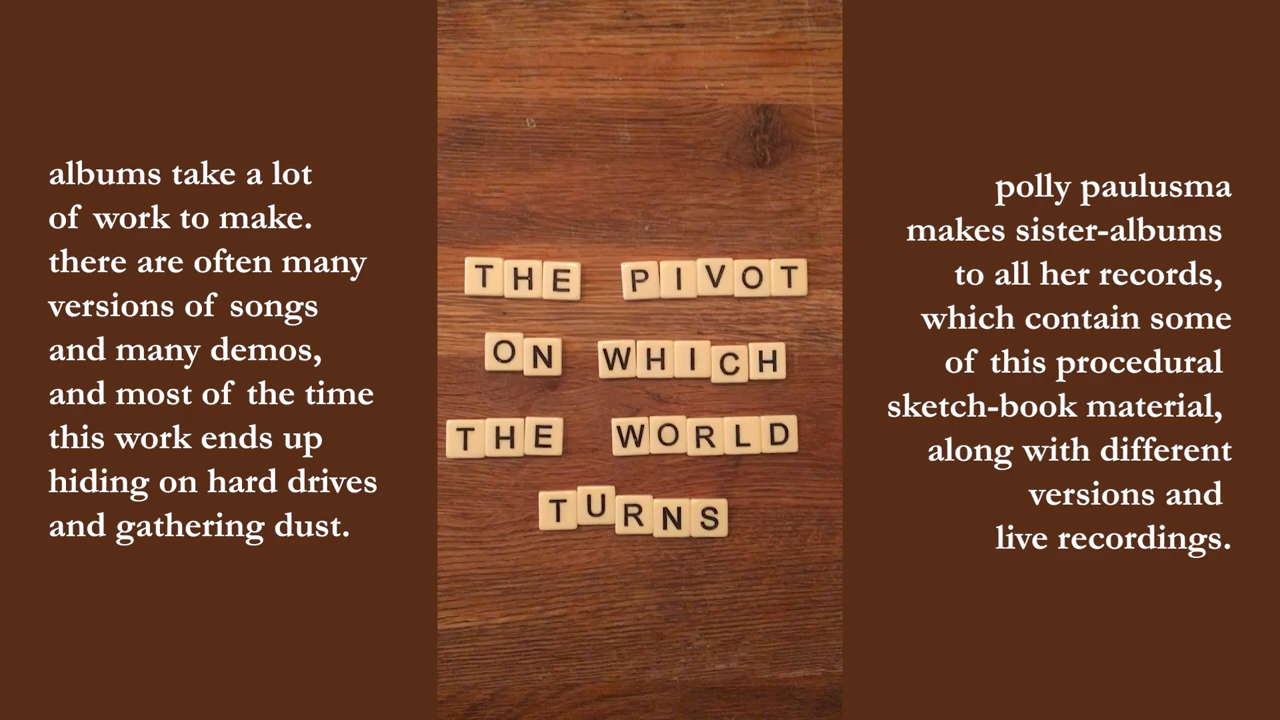 albums take a lot
of work to make.
there are often many
versions of songs
and many demos,
and most of the time
this work ends up
hiding on hard drives
and gathering dust.
THE PIVOT
ON WHICH
THE WORLD
TURNS
polly paulusma
makes sister-albums
to all her records,
which contain some
of this procedural
sketch-book material,
along with different
versions and
live recordings.